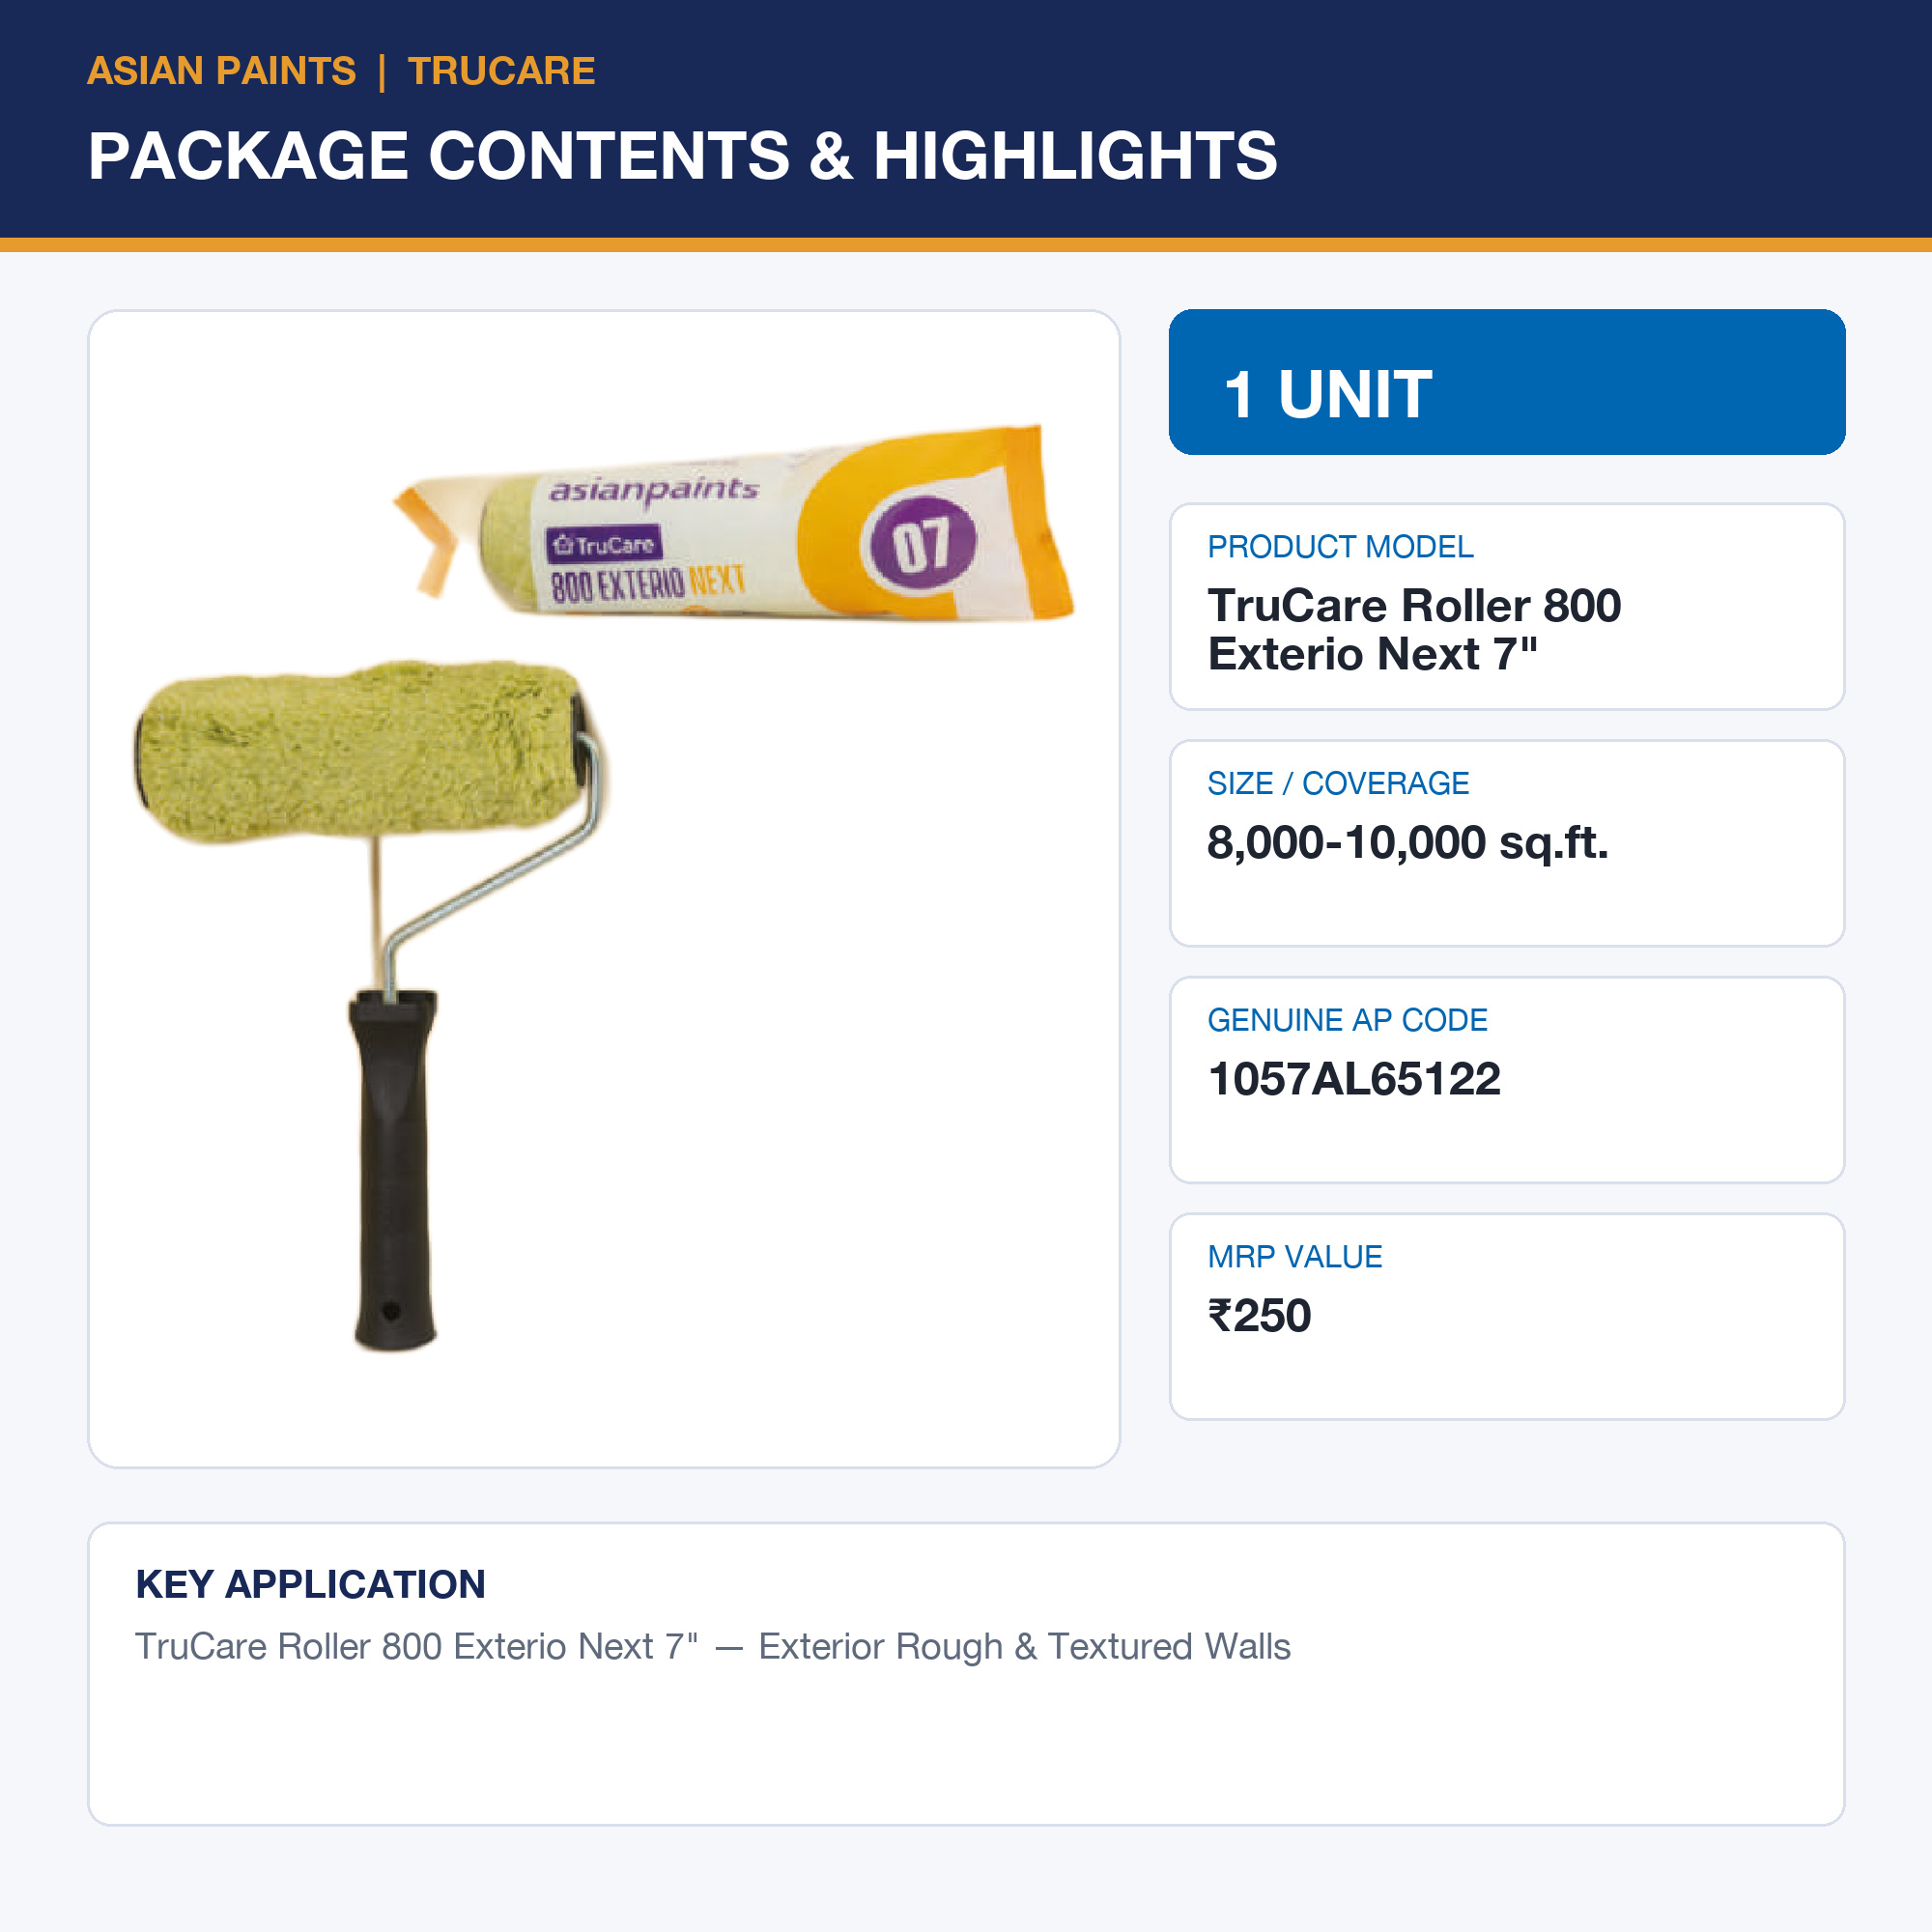 ASIAN PAINTS | TRUCARE
PACKAGE CONTENTS & HIGHLIGHTS
asianpaints
TruCare
800 EXTERIO NEXT
07
1 UNIT
PRODUCT MODEL
TruCare Roller 800
Exterio Next 7"
SIZE / COVERAGE
8,000-10,000 sq.ft.
GENUINE AP CODE
1057AL65122
MRP VALUE
₹250
KEY APPLICATION
TruCare Roller 800 Exterio Next 7" — Exterior Rough & Textured Walls